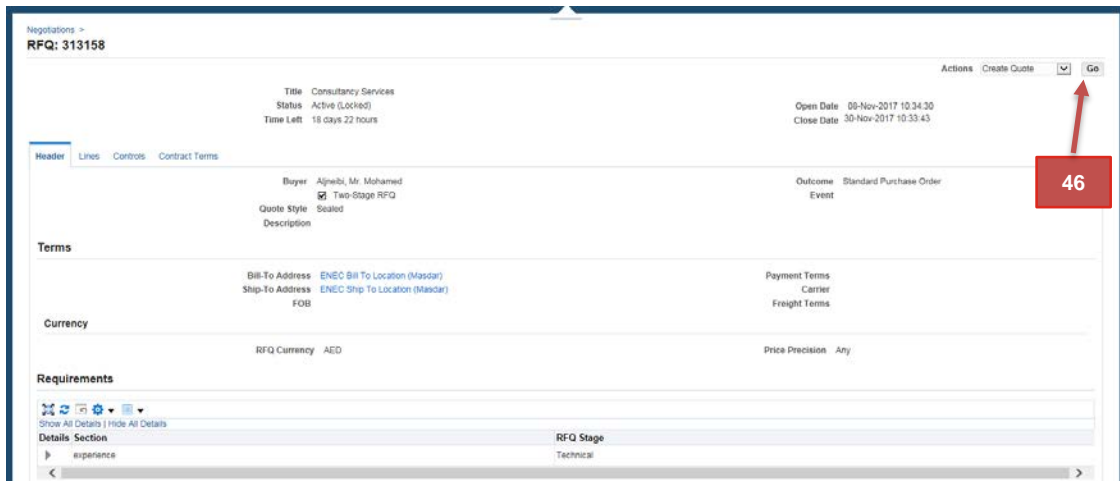 Negotiations >
RFQ: 313158
Actions Create Quote Go
Title Consultancy Services
Status Active (Locked) Open Date 08-Nov-2017 10:34:30
Time Left 18 days 22 hours Close Date 30-Nov-2017 10:33:43
Header Lines Controls Contract Terms
Buyer Aljneibi, Mr. Mohamed Outcome Standard Purchase Order
46
Two-Stage RFQ Event
Quote Style Sealed
Description
Terms
Bill-To Address ENEC Bill To Location (Masdar) Payment Terms
Ship-To Address ENEC Ship To Location (Masdar) Carrier
FOB Freight Terms
Currency
RFQ Currency AED Price Precision Any
Requirements
Show All Details | Hide All Details
Details Section RFQ Stage
experience Technical